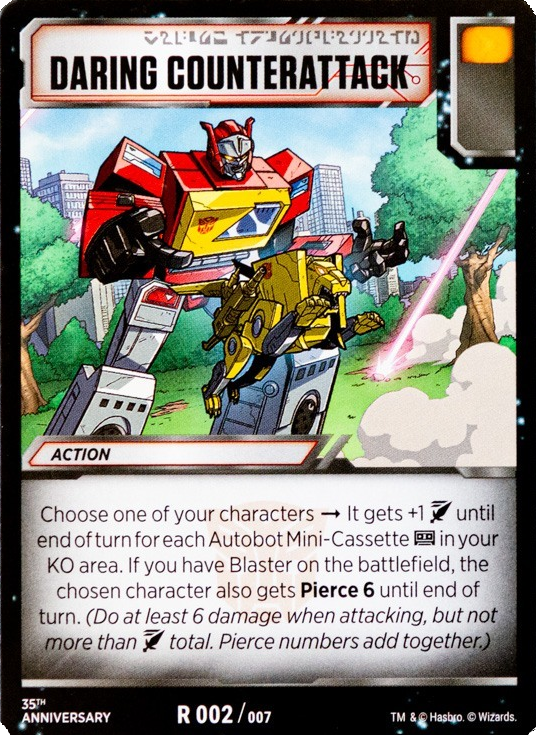 DARING COUNTERATTACK
ACTION
Choose one of your characters → It gets +1 until
end of turn for each Autobot Mini-Cassette in your
KO area. If you have Blaster on the battlefield, the
chosen character also gets Pierce 6 until end of
turn. (Do at least 6 damage when attacking, but not
more than total. Pierce numbers add together.)
35TH
ANNIVERSARY
R 002 / 007
TM & © Hasbro. © Wizards.